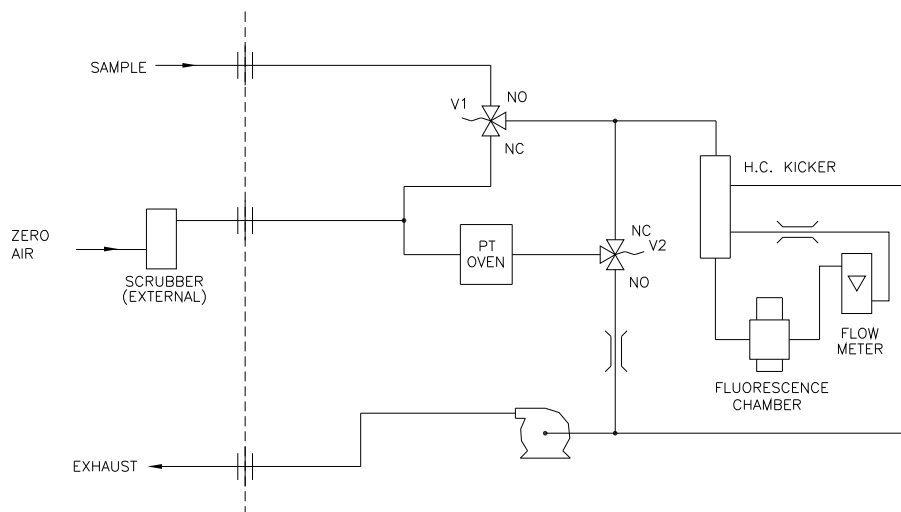 SAMPLE
V1
NO
NC
H.C. KICKER
ZERO
AIR
SCRUBBER
(EXTERNAL)
PT
OVEN
NC
V2
NO
FLOW
METER
FLUORESCENCE
CHAMBER
EXHAUST